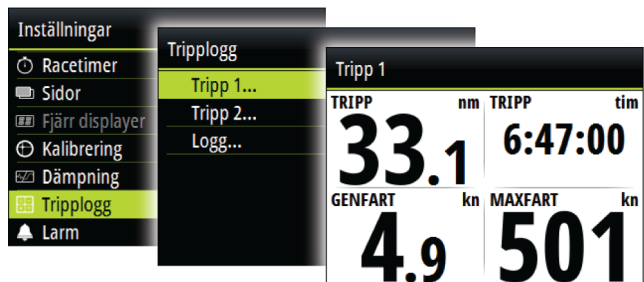 Inställningar
Racetimer
Sidor
Fjärr displayer
Kalibrering
Dämpning
Tripplogg
Larm
Tripplogg
Tripp 1...
Tripp 2...
Logg...
Tripp 1
TRIPP nm TRIPP tim
33.1 6:47:00
GENFART kn MAXFART kn
4.9 501